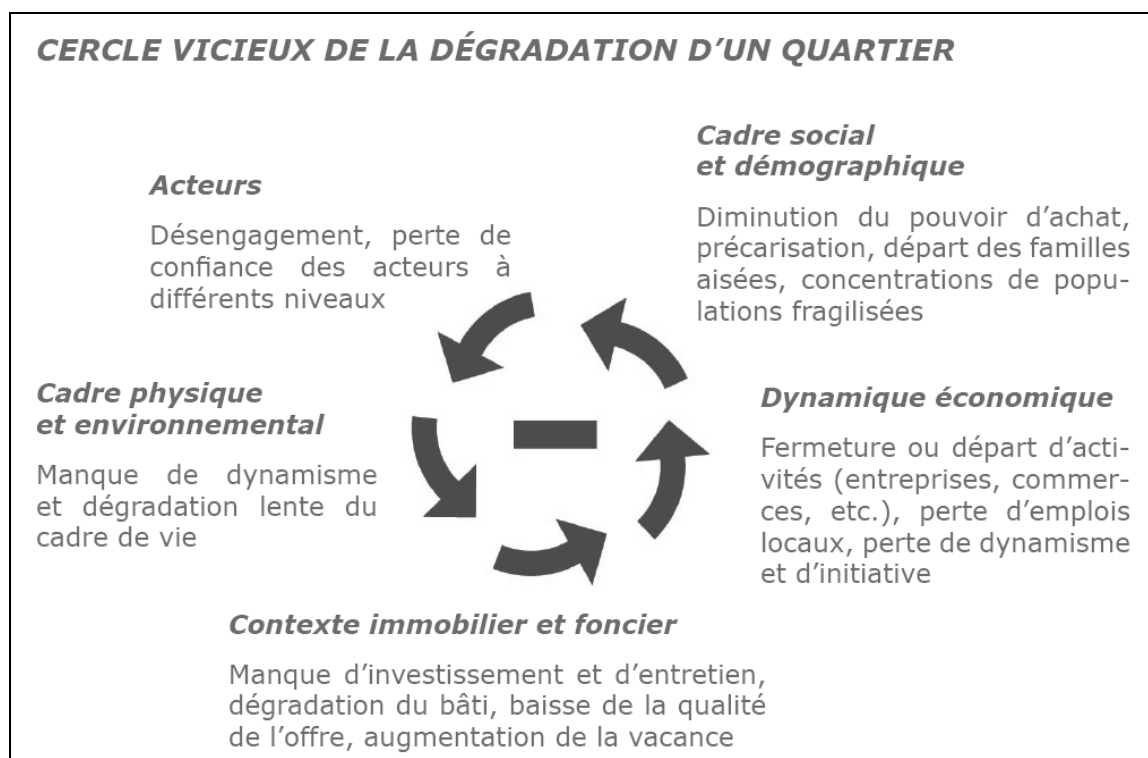 CERCLE VICIEUX DE LA DÉGRADATION D’UN QUARTIER
Acteurs
Désengagement, perte de
confiance des acteurs à
différents niveaux
Cadre social
et démographique
Diminution du pouvoir d’achat,
précarisation, départ des familles
aisées, concentrations de popu-
lations fragilisées
Cadre physique
et environnemental
Manque de dynamisme
et dégradation lente du
cadre de vie
Dynamique économique
Fermeture ou départ d’acti-
vités (entreprises, commer-
ces, etc.), perte d’emplois
locaux, perte de dynamisme
et d’initiative
Contexte immobilier et foncier
Manque d’investissement et d’entretien,
dégradation du bâti, baisse de la qualité
de l’offre, augmentation de la vacance